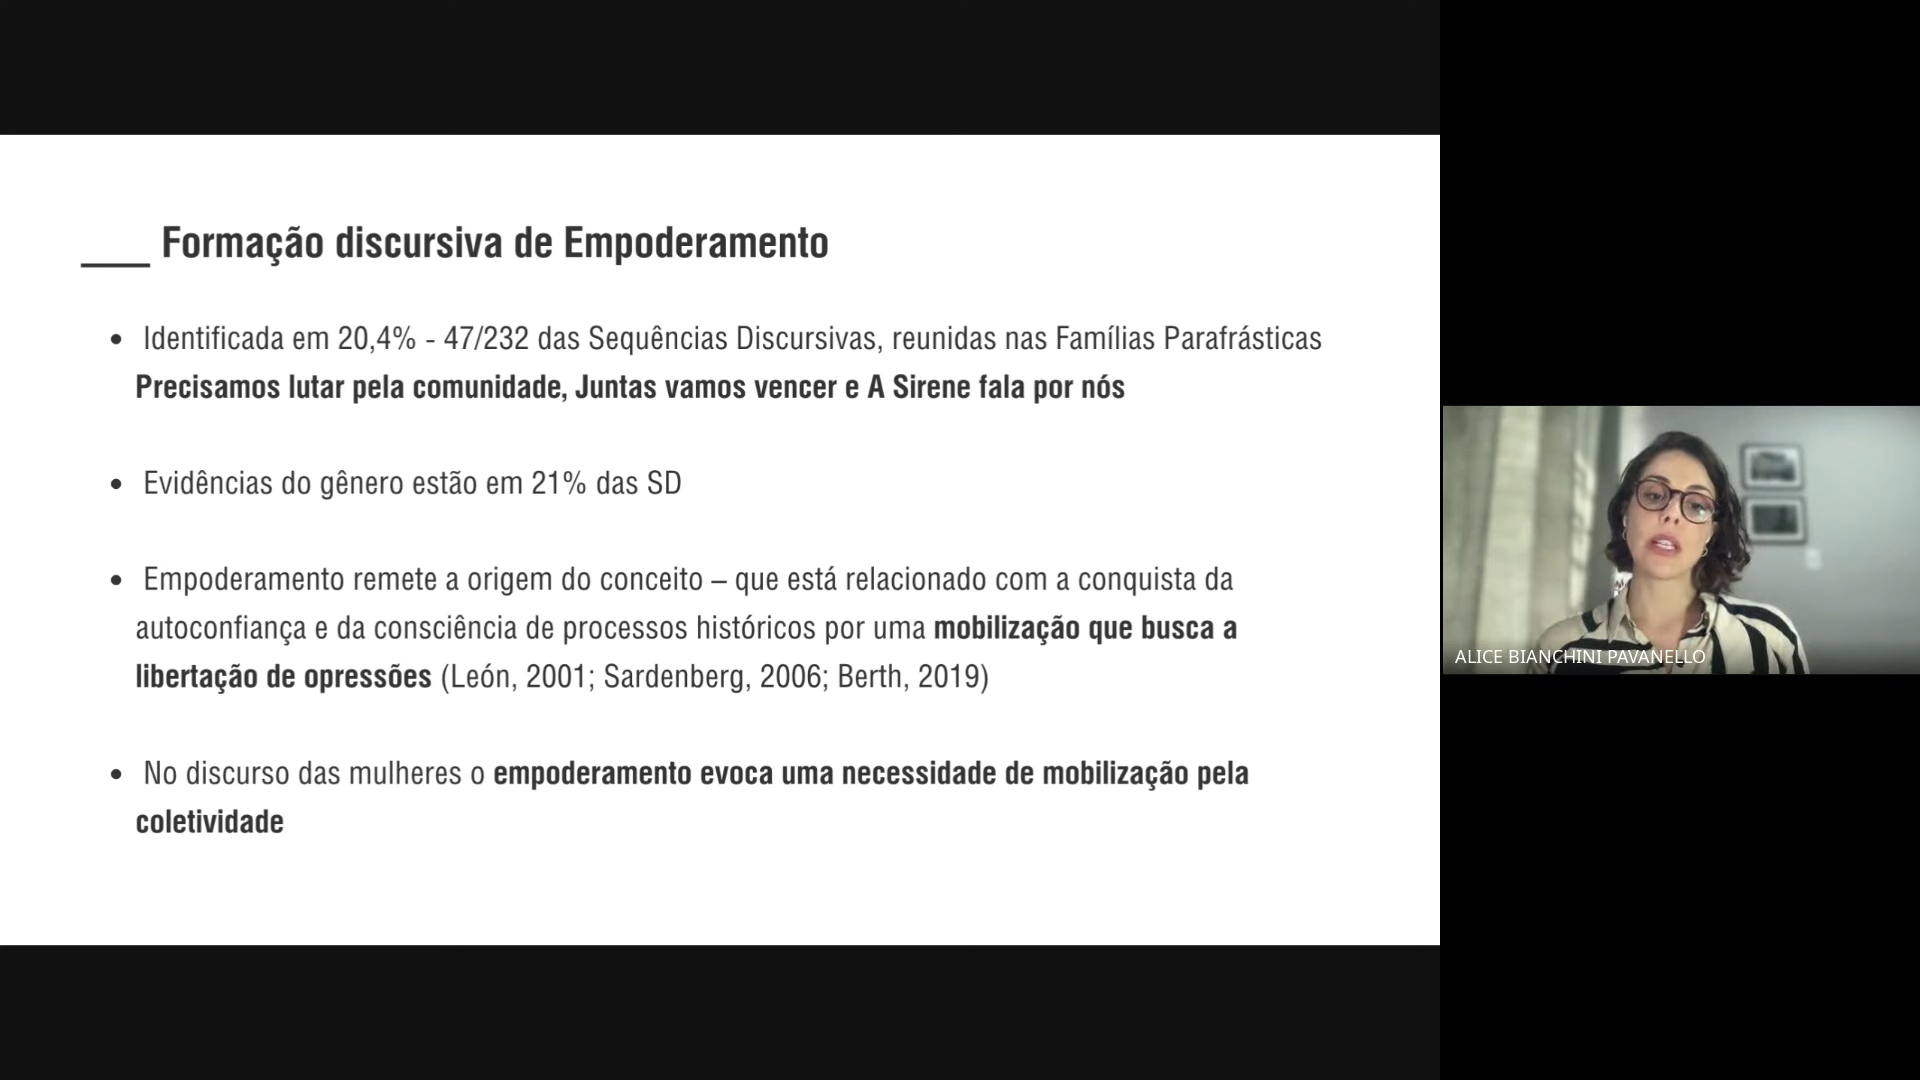 ___ Formação discursiva de Empoderamento
• Identificada em 20,4% - 47/232 das Sequências Discursivas, reunidas nas Famílias Parafrásticas
Precisamos lutar pela comunidade, Juntas vamos vencer e A Sirene fala por nós
• Evidências do gênero estão em 21% das SD
• Empoderamento remete a origem do conceito – que está relacionado com a conquista da
autoconfiança e da consciência de processos históricos por uma mobilização que busca a
libertação de opressões (León, 2001; Sardenberg, 2006; Berth, 2019)
• No discurso das mulheres o empoderamento evoca uma necessidade de mobilização pela
coletividade
ALICE BIANCHINI PAVANELLO